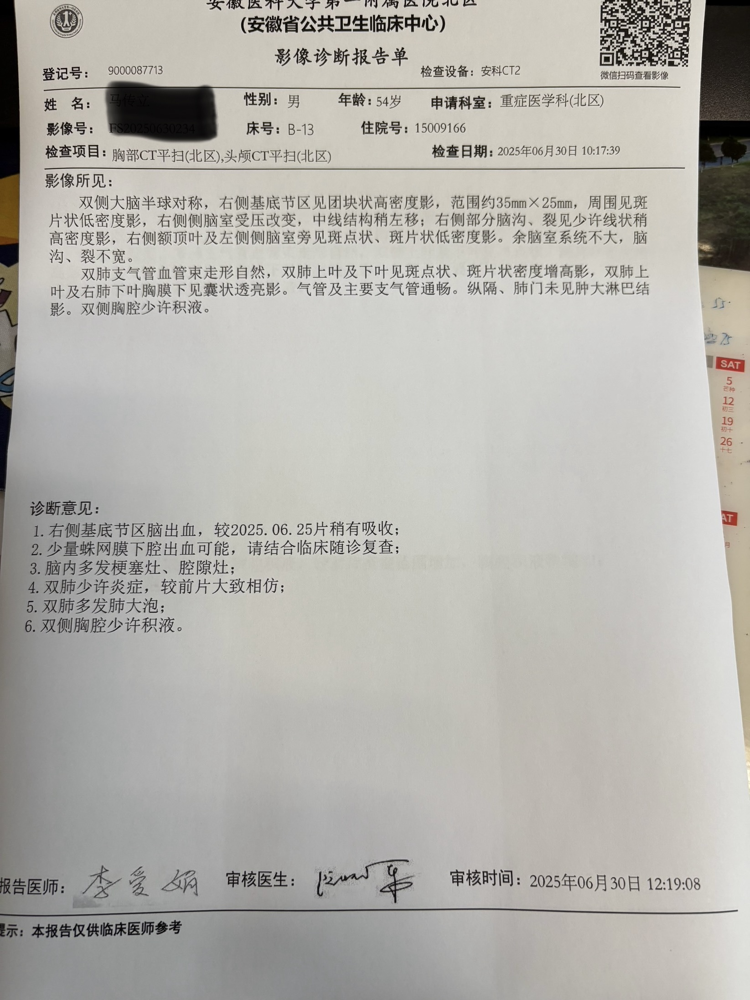 安徽医科大学第一附属医院北区
(安徽省公共卫生临床中心)
影像诊断报告单
登记号： 9000087713 检查设备：安科CT2
微信扫码查看影像
姓 名： 性别：男 年龄：54岁 申请科室：重症医学科(北区)
影像号： 床号：B-13 住院号：15009166
检查项目：胸部CT平扫(北区),头颅CT平扫(北区) 检查日期：2025年06月30日 10:17:39
影像所见：
双侧大脑半球对称，右侧基底节区见团块状高密度影，范围约35mm×25mm，周围见斑
片状低密度影，右侧侧脑室受压改变，中线结构稍左移；右侧部分脑沟、裂见少许线状稍
高密度影，右侧额顶叶及左侧侧脑室旁见斑点状、斑片状低密度影。余脑室系统不大，脑
沟、裂不宽。
双肺支气管血管束走形自然，双肺上叶及下叶见斑点状、斑片状密度增高影，双肺上
叶及右肺下叶胸膜下见囊状透亮影。气管及主要支气管通畅。纵隔、肺门未见肿大淋巴结
影。双侧胸腔少许积液。
诊断意见：
1.右侧基底节区脑出血，较2025.06.25片稍有吸收；
2.少量蛛网膜下腔出血可能，请结合临床随诊复查；
3.脑内多发梗塞灶、腔隙灶；
4.双肺少许炎症，较前片大致相仿；
5.双肺多发肺大泡；
6.双侧胸腔少许积液。
报告医师：李爱娟 审核医生： 审核时间：2025年06月30日 12:19:08
提示：本报告仅供临床医师参考
SAT
5
芒种
12
初三
19
初十
26
十七
AT
月